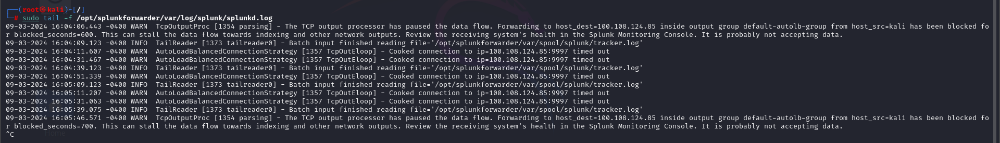 ┌──(root㉿kali)-[/]
└─# sudo tail -f /opt/splunkforwarder/var/log/splunk/splunkd.log
09-03-2024 16:04:06.443 -0400 WARN  TcpOutputProc [1354 parsing] - The TCP output processor has paused the data flow. Forwarding to host_dest=100.108.124.85 inside output group default-autolb-group from host_src=kali has been blocked fo
r blocked_seconds=600. This can stall the data flow towards indexing and other network outputs. Review the receiving system's health in the Splunk Monitoring Console. It is probably not accepting data.
09-03-2024 16:04:09.123 -0400 INFO  TailReader [1373 tailreader0] - Batch input finished reading file='/opt/splunkforwarder/var/spool/splunk/tracker.log'
09-03-2024 16:04:11.607 -0400 WARN  AutoLoadBalancedConnectionStrategy [1357 TcpOutEloop] - Cooked connection to ip=100.108.124.85:9997 timed out
09-03-2024 16:04:31.467 -0400 WARN  AutoLoadBalancedConnectionStrategy [1357 TcpOutEloop] - Cooked connection to ip=100.108.124.85:9997 timed out
09-03-2024 16:04:39.123 -0400 INFO  TailReader [1373 tailreader0] - Batch input finished reading file='/opt/splunkforwarder/var/spool/splunk/tracker.log'
09-03-2024 16:04:51.339 -0400 WARN  AutoLoadBalancedConnectionStrategy [1357 TcpOutEloop] - Cooked connection to ip=100.108.124.85:9997 timed out
09-03-2024 16:05:09.123 -0400 INFO  TailReader [1373 tailreader0] - Batch input finished reading file='/opt/splunkforwarder/var/spool/splunk/tracker.log'
09-03-2024 16:05:11.207 -0400 WARN  AutoLoadBalancedConnectionStrategy [1357 TcpOutEloop] - Cooked connection to ip=100.108.124.85:9997 timed out
09-03-2024 16:05:31.063 -0400 WARN  AutoLoadBalancedConnectionStrategy [1357 TcpOutEloop] - Cooked connection to ip=100.108.124.85:9997 timed out
09-03-2024 16:05:39.075 -0400 INFO  TailReader [1373 tailreader0] - Batch input finished reading file='/opt/splunkforwarder/var/spool/splunk/tracker.log'
09-03-2024 16:05:46.571 -0400 WARN  TcpOutputProc [1354 parsing] - The TCP output processor has paused the data flow. Forwarding to host_dest=100.108.124.85 inside output group default-autolb-group from host_src=kali has been blocked fo
r blocked_seconds=700. This can stall the data flow towards indexing and other network outputs. Review the receiving system's health in the Splunk Monitoring Console. It is probably not accepting data.
^C
Home